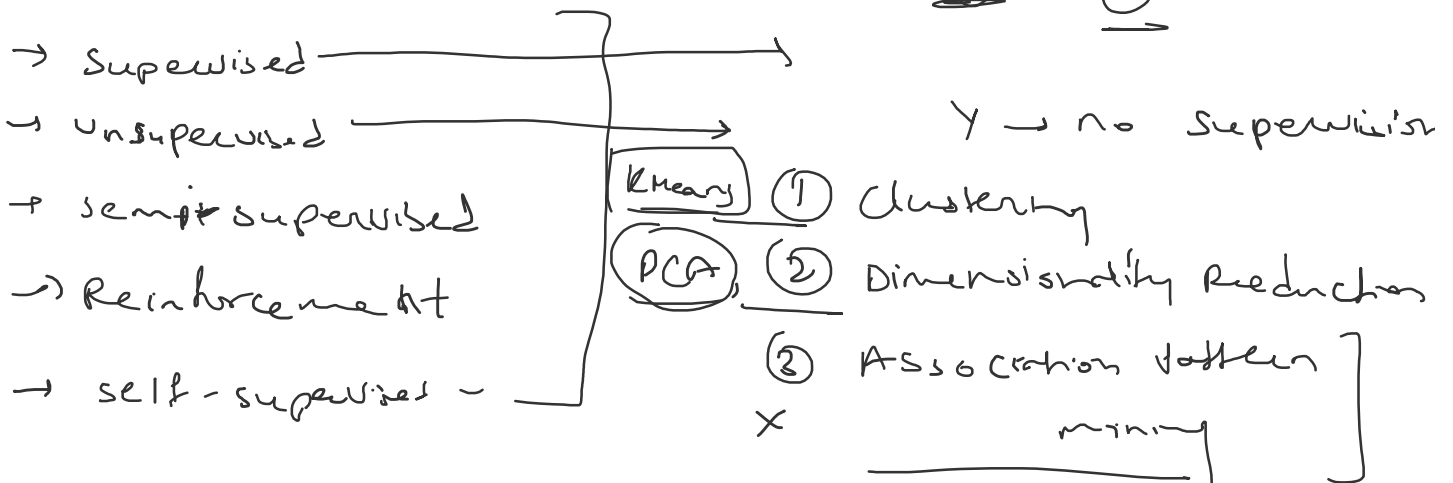 → Supervised →
→ Unsupervised →
Y → no supervision
→ semi-supervised
KMeans ① Clustering
PCA ② Dimensionality Reduction
→ Reinforcement
③ Association Pattern
→ self-supervised -
X mining